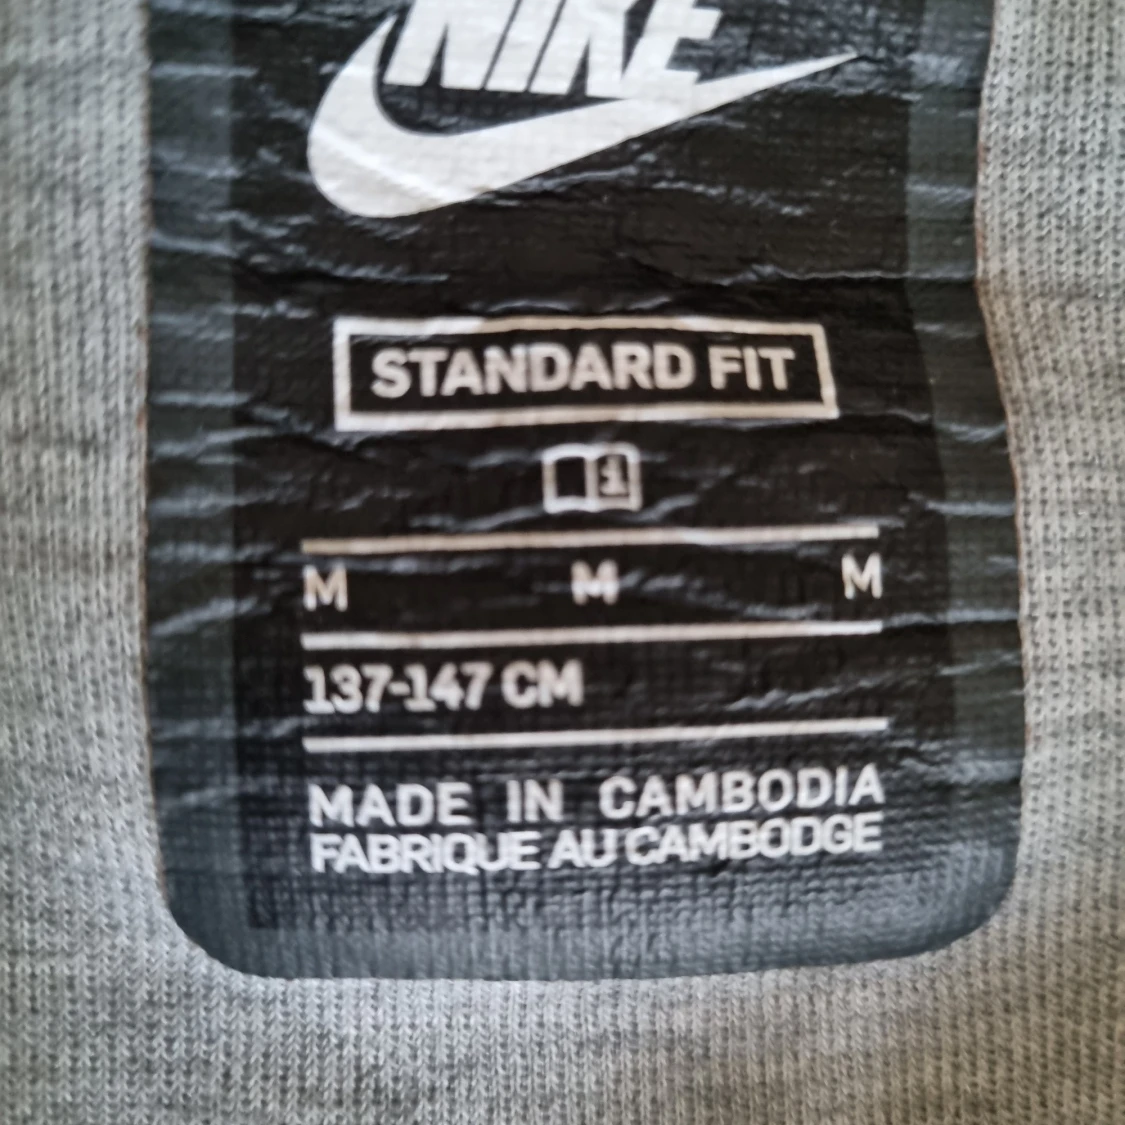 NIKE
STANDARD FIT
i
M M M
137-147 CM
MADE IN CAMBODIA
FABRIQUE AU CAMBODGE